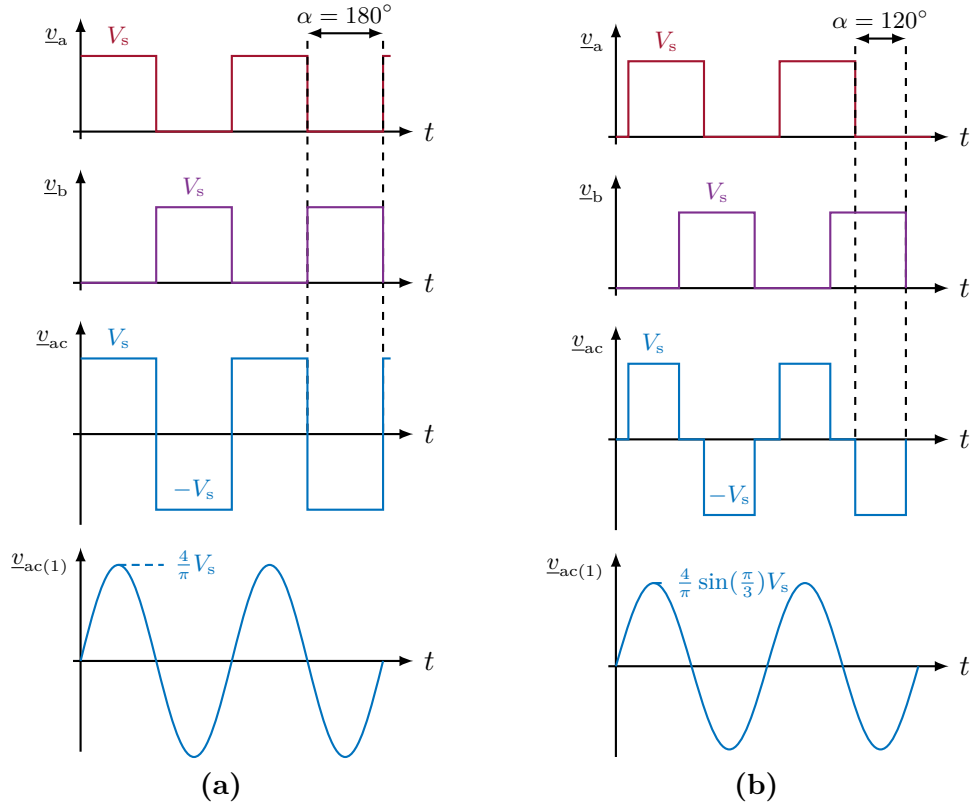 v_a V_s α = 180°
t
v_b V_s
t
v_ac V_s
t
−V_s
v_ac(1) 4/π V_s
t
(a)
v_a V_s α = 120°
t
v_b V_s
t
v_ac V_s
t
−V_s
v_ac(1) 4/π sin(π/3)V_s
t
(b)